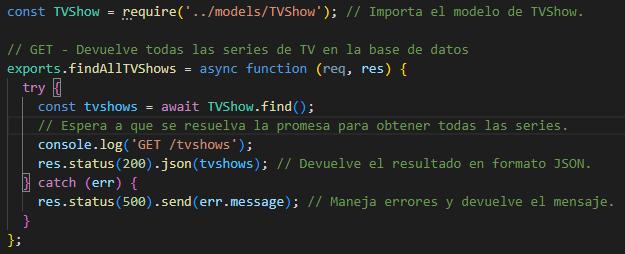 const TVShow = require('../models/TVShow'); // Importa el modelo de TVShow.
// GET - Devuelve todas las series de TV en la base de datos
exports.findAllTVShows = async function (req, res) {
try {
const tvshows = await TVShow.find();
// Espera a que se resuelva la promesa para obtener todas las series.
console.log('GET /tvshows');
res.status(200).json(tvshows); // Devuelve el resultado en formato JSON.
} catch (err) {
res.status(500).send(err.message); // Maneja errores y devuelve el mensaje.
}
};